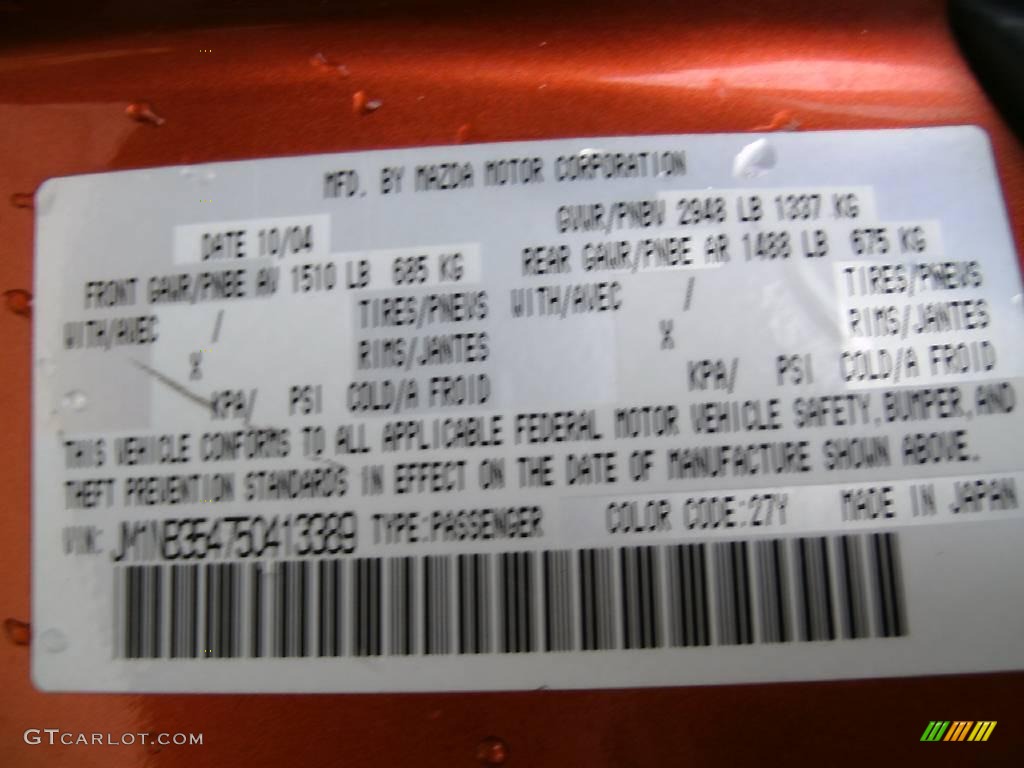 MFD. BY MAZDA MOTOR CORPORATION
DATE 10/04 GVWR/PNBV 2948 LB 1337 KG
FRONT GAWR/PNBE AV 1510 LB 685 KG REAR GAWR/PNBE AR 1488 LB 675 KG
WITH/AVEC / TIRES/PNEUS WITH/AVEC / TIRES/PNEUS
X RIMS/JANTES X RIMS/JANTES
KPA/ PSI COLD/A FROID KPA/ PSI COLD/A FROID
THIS VEHICLE CONFORMS TO ALL APPLICABLE FEDERAL MOTOR VEHICLE SAFETY, BUMPER, AND
THEFT PREVENTION STANDARDS IN EFFECT ON THE DATE OF MANUFACTURE SHOWN ABOVE.
VIN: JM1NB354750413389 TYPE:PASSENGER COLOR CODE:27Y MADE IN JAPAN
GTCARLOT.COM